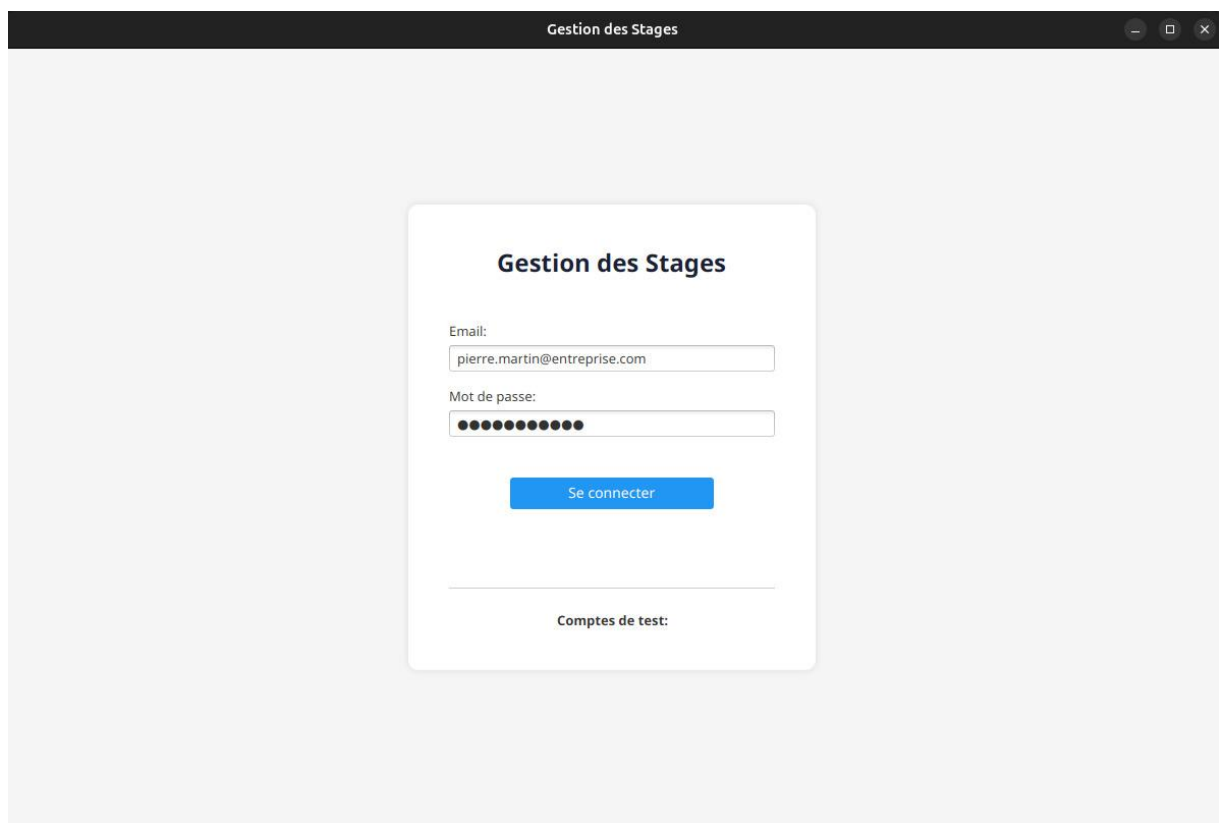 Gestion des Stages
Gestion des Stages
Email:
pierre.martin@entreprise.com
Mot de passe:
●●●●●●●●●●●
Se connecter
Comptes de test: